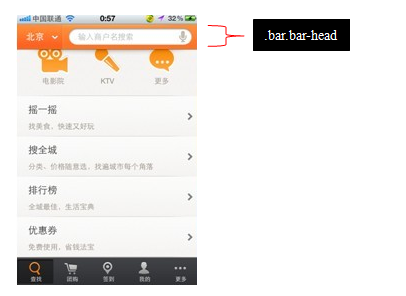 中国联通 0:57 32%
北京 输入商户名搜索
.bar.bar-head
电影院 KTV 更多
摇一摇
找美食，快速又好玩
搜全城
分类、价格随意选，找遍城市每个角落
排行榜
全城最佳，生活宝典
优惠券
免费使用，省钱法宝
查找 团购 签到 我的 更多